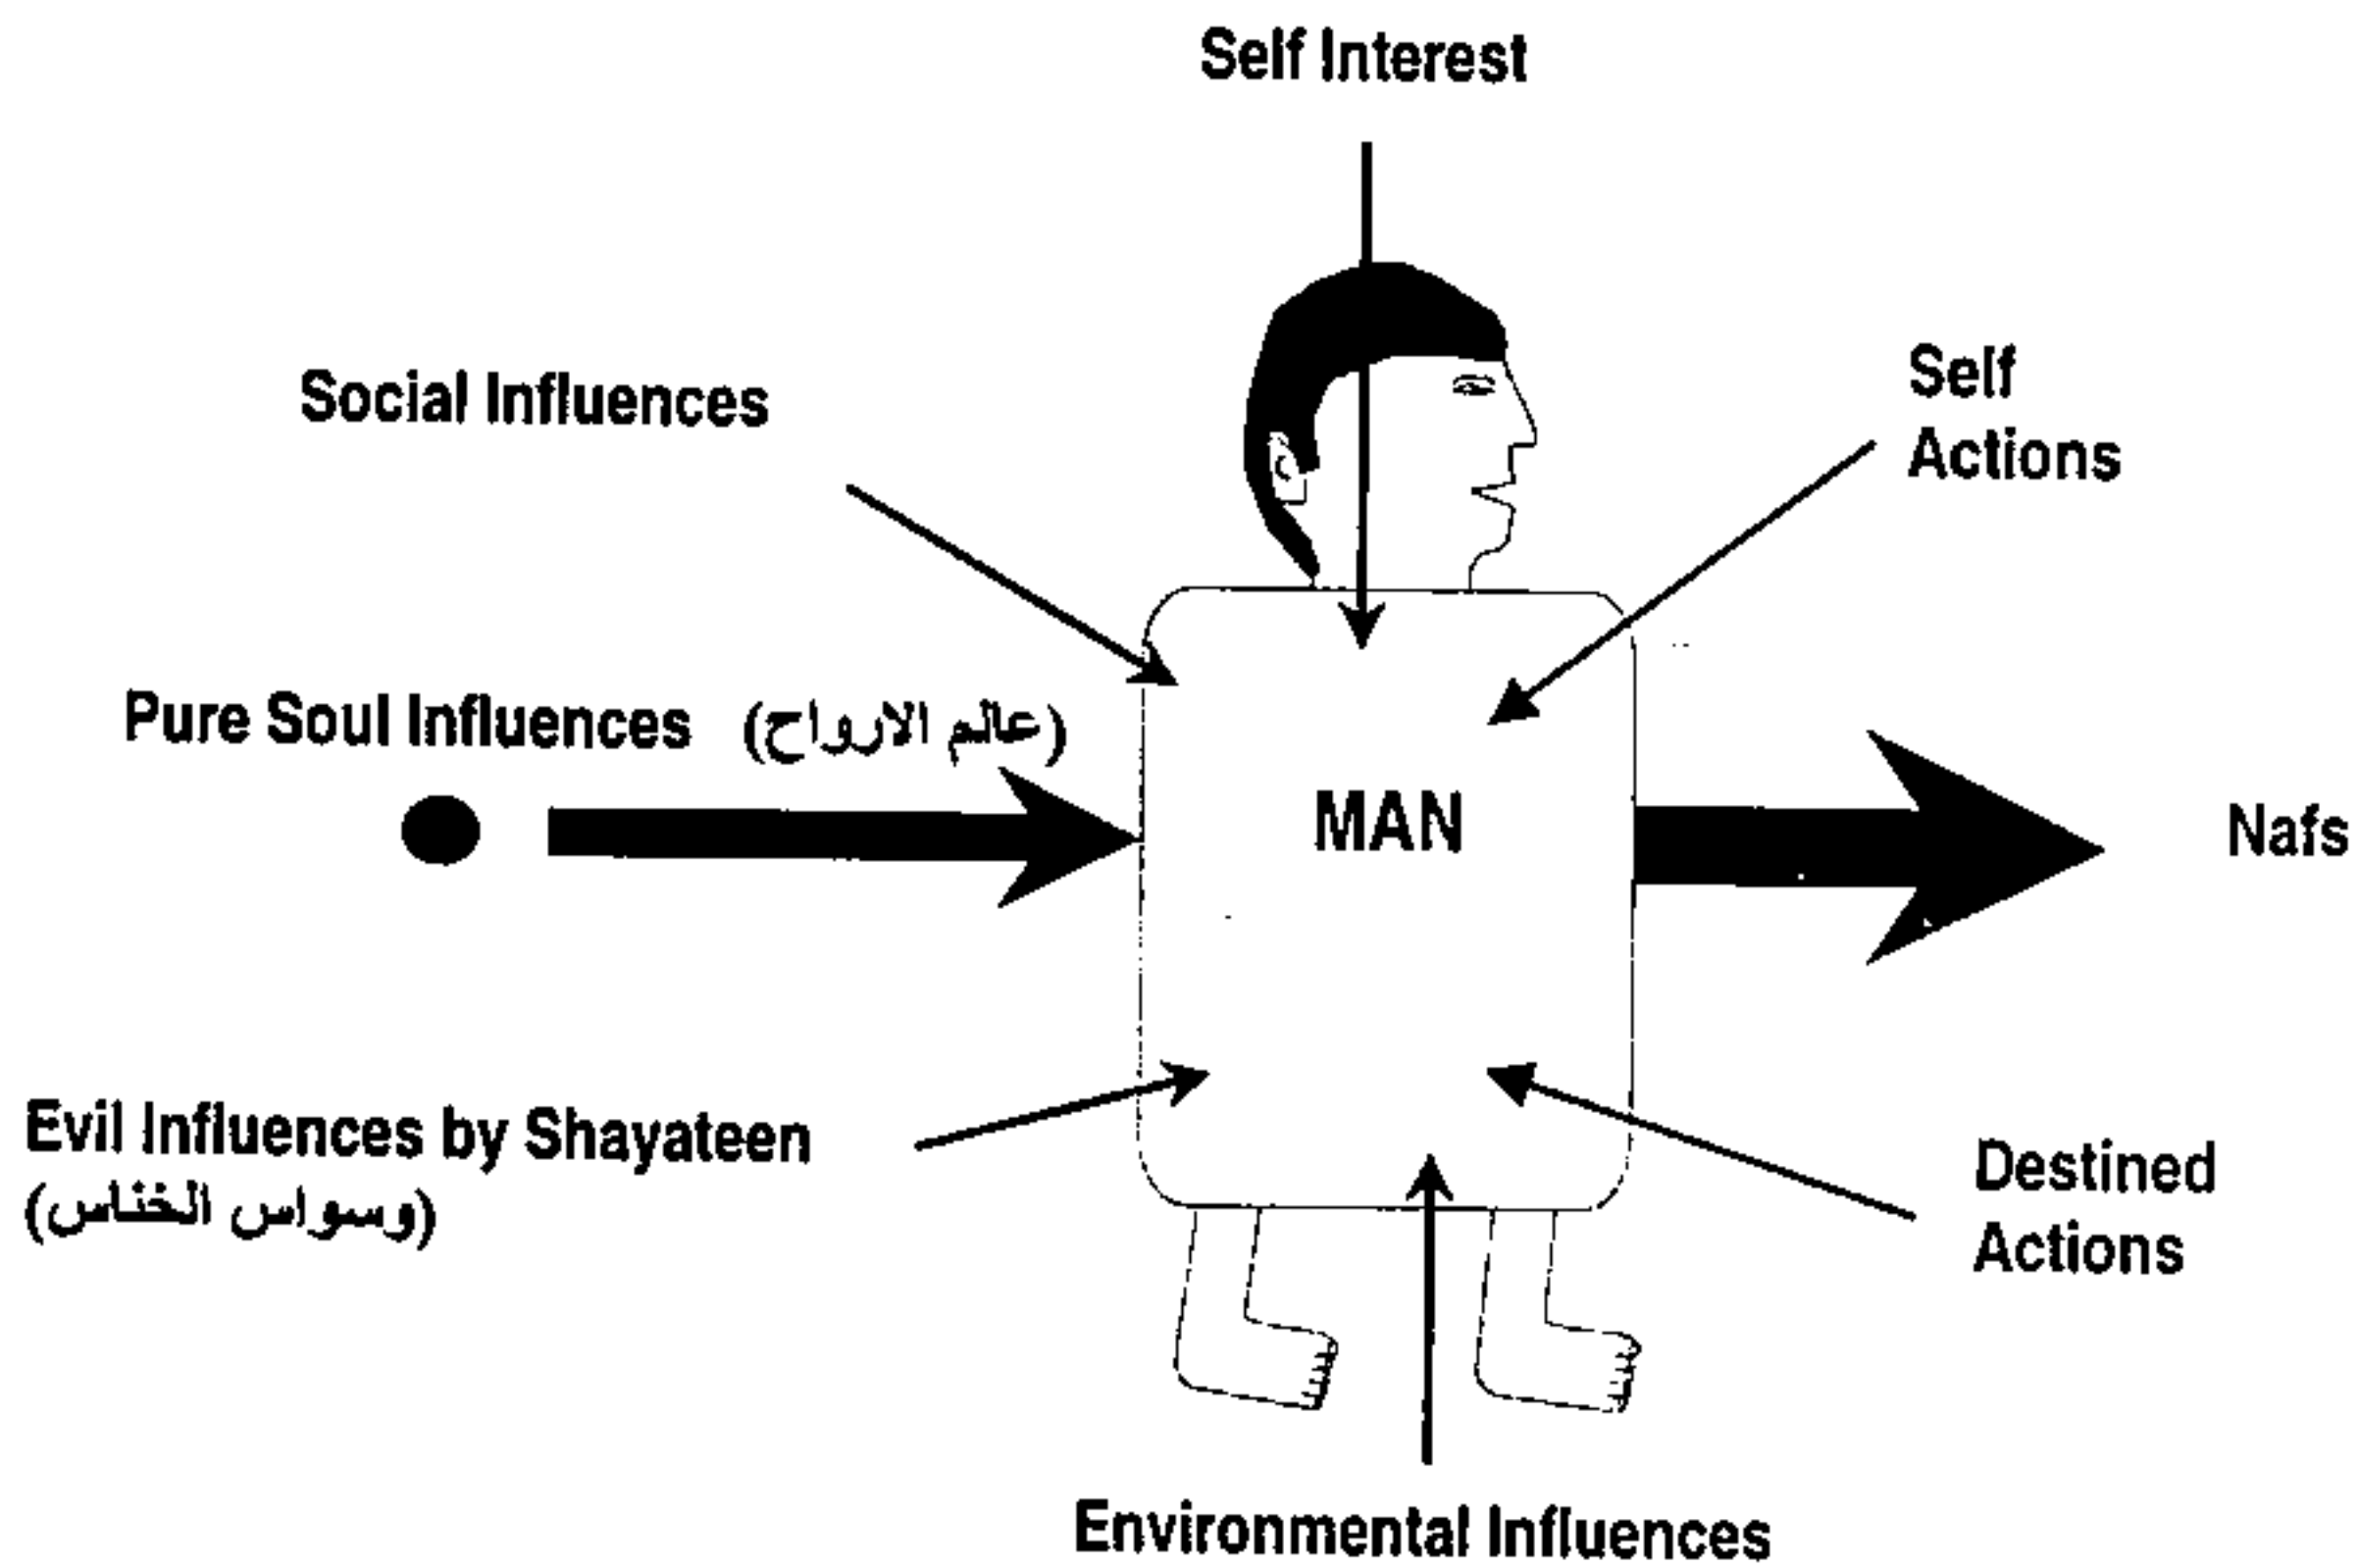 Self Interest
Social Influences
Self
Actions
Pure Soul Influences (عالم الارواح)
MAN
Nafs
Evil Influences by Shayateen
(وسواس الخناس)
Destined
Actions
Environmental Influences